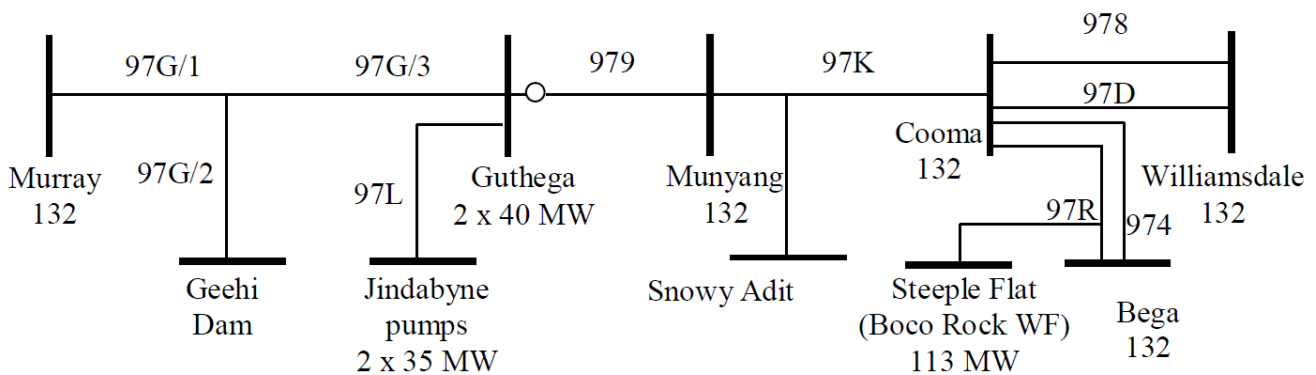 978
97G/1
97G/3
979
97K
97D
Cooma
132
Murray
132
97G/2
97L
Guthega
2 x 40 MW
Munyang
132
Williamsdale
132
97R
974
Geehi
Dam
Jindabyne
pumps
2 x 35 MW
Snowy Adit
Steeple Flat
(Boco Rock WF)
113 MW
Bega
132